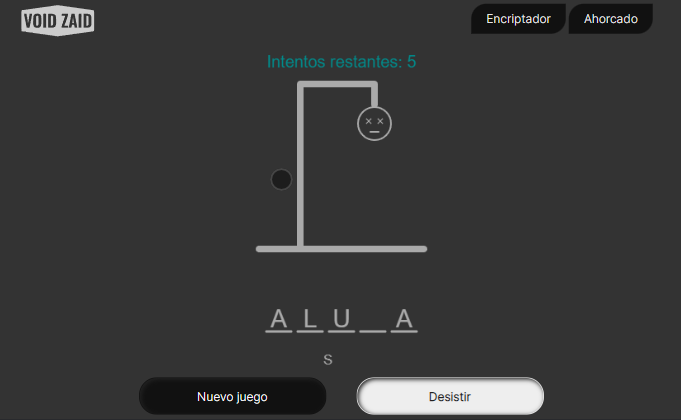 VOID ZAID
Encriptador
Ahorcado
Intentos restantes: 5
A L U _ A
S
Nuevo juego
Desistir